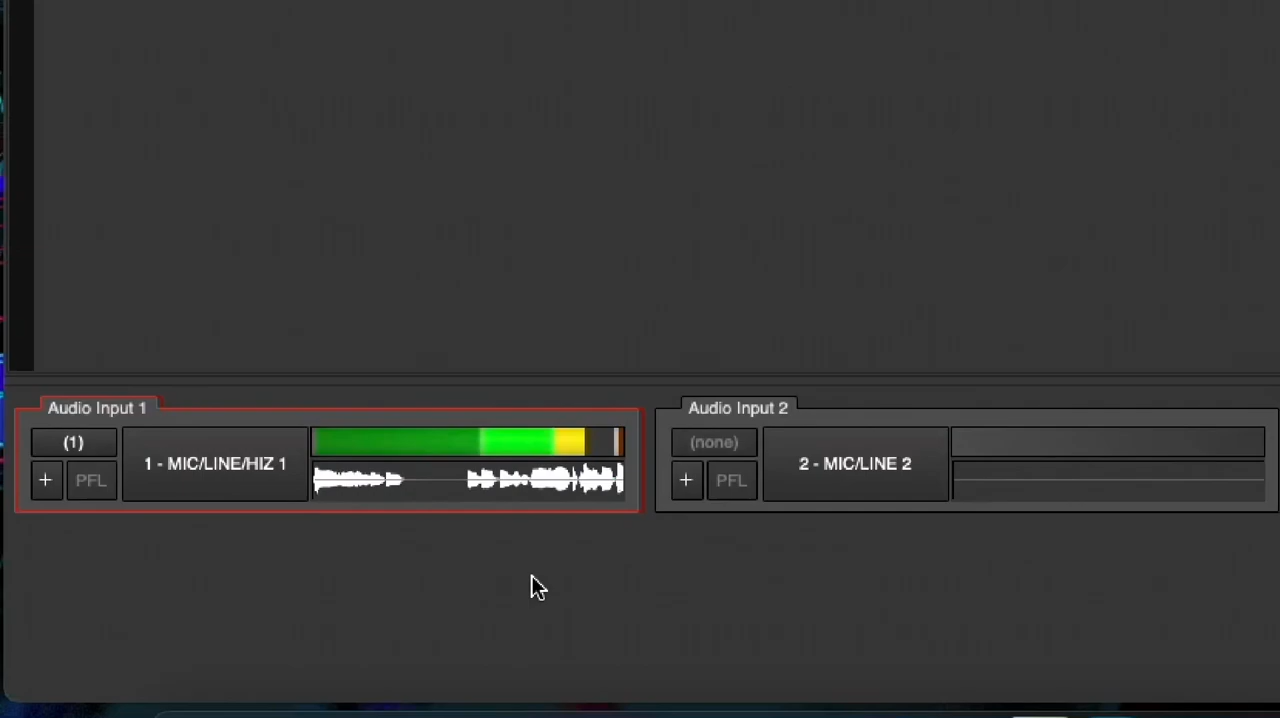 Audio Input 1
(1)
+ PFL
1 - MIC/LINE/HIZ 1
Audio Input 2
(none)
+ PFL
2 - MIC/LINE 2